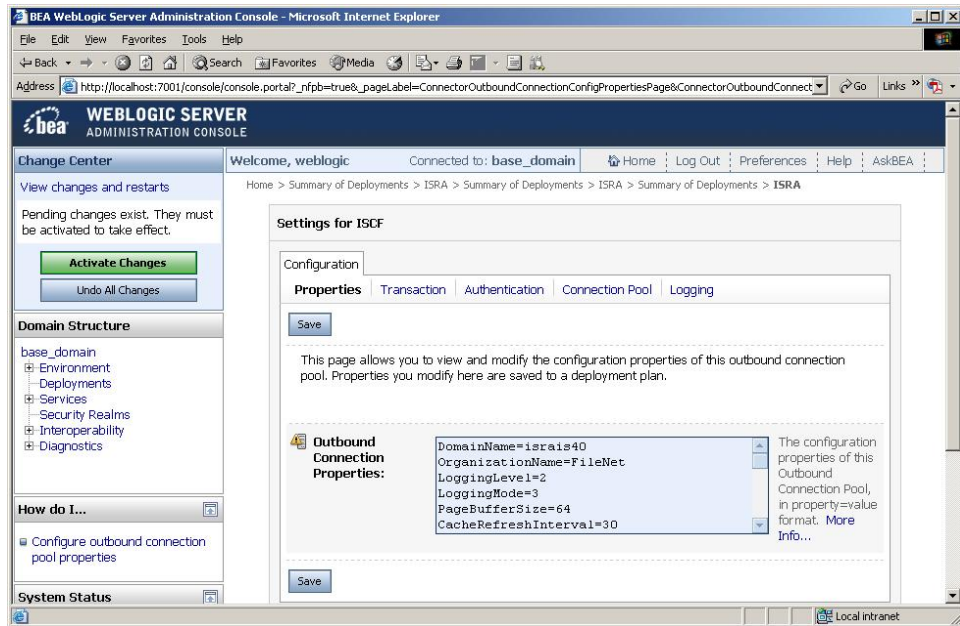 BEA WebLogic Server Administration Console - Microsoft Internet Explorer
File Edit View Favorites Tools Help
Back Search Favorites Media
Address http://localhost:7001/console/console.portal?_nfpb=true&_pageLabel=ConnectorOutboundConnectionConfigPropertiesPage&ConnectorOutboundConnect Go Links »
bea WEBLOGIC SERVER
ADMINISTRATION CONSOLE
Change Center
View changes and restarts
Pending changes exist. They must
be activated to take effect.
Activate Changes
Undo All Changes
Domain Structure
base_domain
Environment
Deployments
Services
Security Realms
Interoperability
Diagnostics
How do I...
Configure outbound connection
pool properties
System Status
Welcome, weblogic Connected to: base_domain Home Log Out Preferences Help AskBEA
Home > Summary of Deployments > ISRA > Summary of Deployments > ISRA > Summary of Deployments > ISRA
Settings for ISCF
Configuration
Properties Transaction Authentication Connection Pool Logging
Save
This page allows you to view and modify the configuration properties of this outbound connection
pool. Properties you modify here are saved to a deployment plan.
Outbound
Connection
Properties:
DomainName=israis40
OrganizationName=FileNet
LoggingLevel=2
LoggingMode=3
PageBufferSize=64
CacheRefreshInterval=30
The configuration
properties of this
Outbound
Connection Pool,
in property=value
format. More
Info...
Save
Local intranet